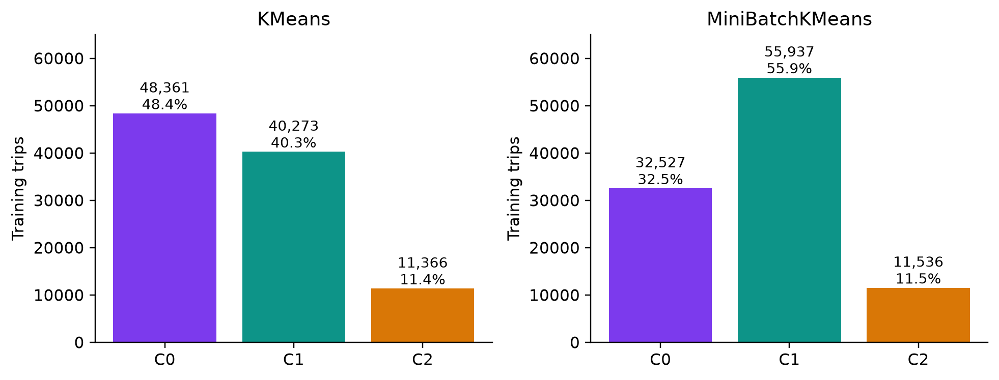 KMeans
Training trips
60000
50000
40000
30000
20000
10000
0
48,361
48.4%
40,273
40.3%
11,366
11.4%
C0
C1
C2
MiniBatchKMeans
Training trips
60000
50000
40000
30000
20000
10000
0
32,527
32.5%
55,937
55.9%
11,536
11.5%
C0
C1
C2